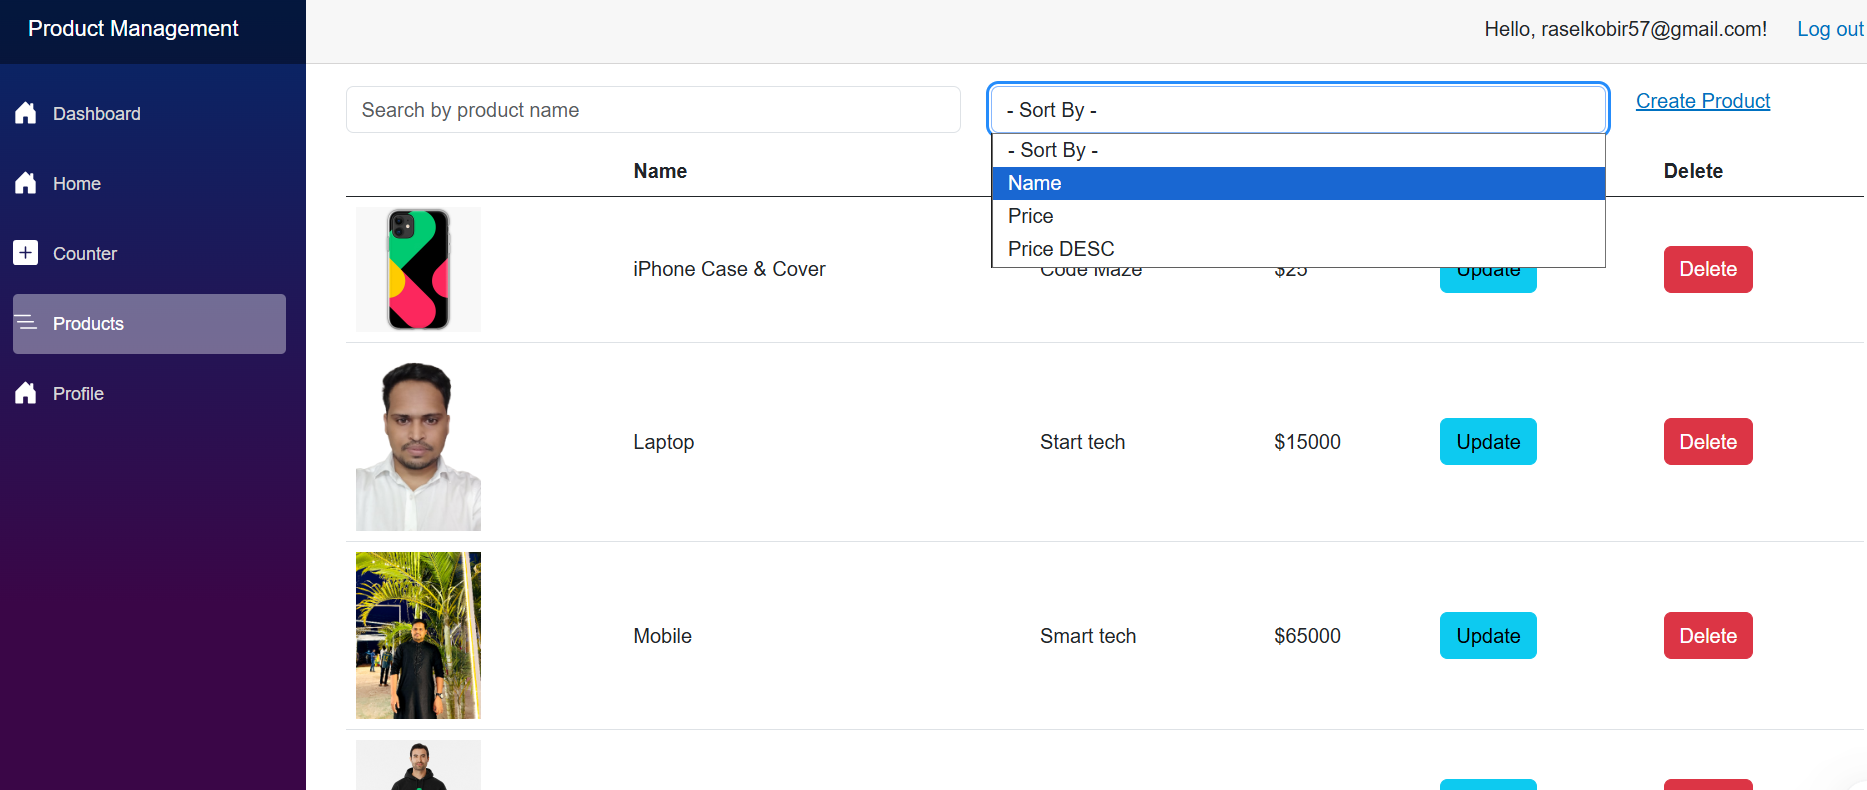 Product Management
Hello, raselkobir57@gmail.com!
Log out
Dashboard
Home
Counter
Products
Profile
Search by product name
- Sort By -
Create Product
- Sort By -
Name
Price
Price DESC
Name
Delete
iPhone Case & Cover
Code Maze
$25
Update
Delete
Laptop
Start tech
$15000
Update
Delete
Mobile
Smart tech
$65000
Update
Delete